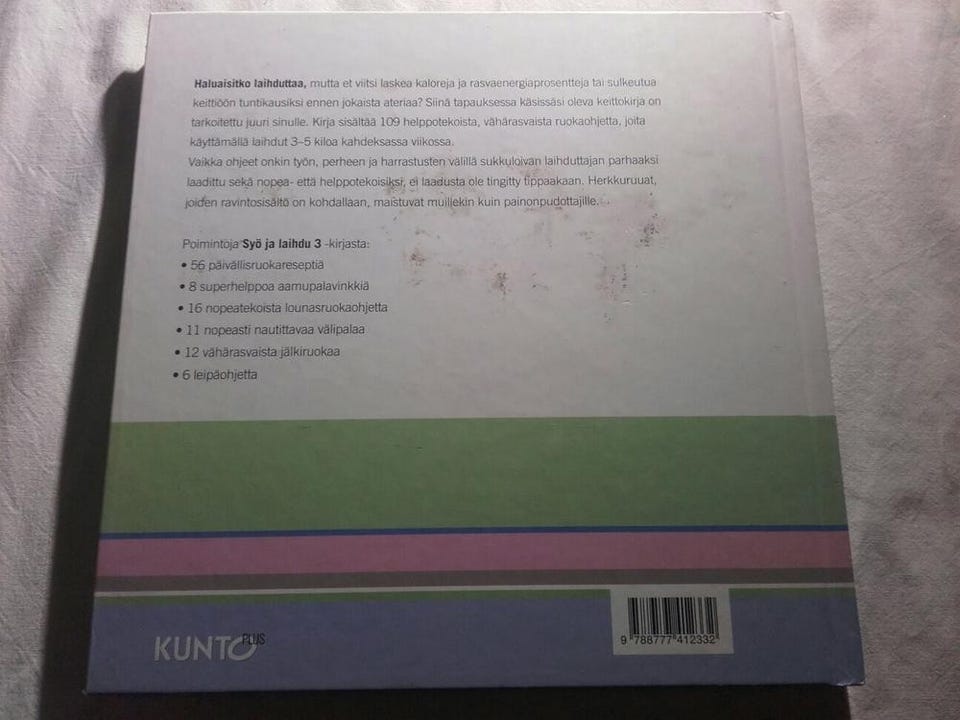 Haluaisitko laihduttaa, mutta et viitsi laskea kaloreja ja rasvaenergiaprosentteja tai sulkeutua
keittiöön tuntikausiksi ennen jokaista ateriaa? Siinä tapauksessa käsissäsi oleva keittokirja on
tarkoitettu juuri sinulle. Kirja sisältää 109 helppotekoista, vähärasvaista ruokaohjetta, joita
käyttämällä laihdut 3–5 kiloa kahdeksassa viikossa.
Vaikka ohjeet onkin työn, perheen ja harrastusten välillä sukkuloivan laihduttajan parhaaksi
laadittu sekä nopea- että helppotekoisiksi, ei laadusta ole tingitty tippaakaan. Herkkuruuat,
joiden ravintosisältö on kohdallaan, maistuvat muillekin kuin painonpudottajille.
Poimintoja Syö ja laihdu 3 -kirjasta:
• 56 päivällisruokareseptiä
• 8 superhelppoa aamupalavinkkiä
• 16 nopeatekoista lounasruokaohjetta
• 11 nopeasti nautittavaa välipalaa
• 12 vähärasvaista jälkiruokaa
• 6 leipäohjetta
KUNTO PLUS
9 788777 412332